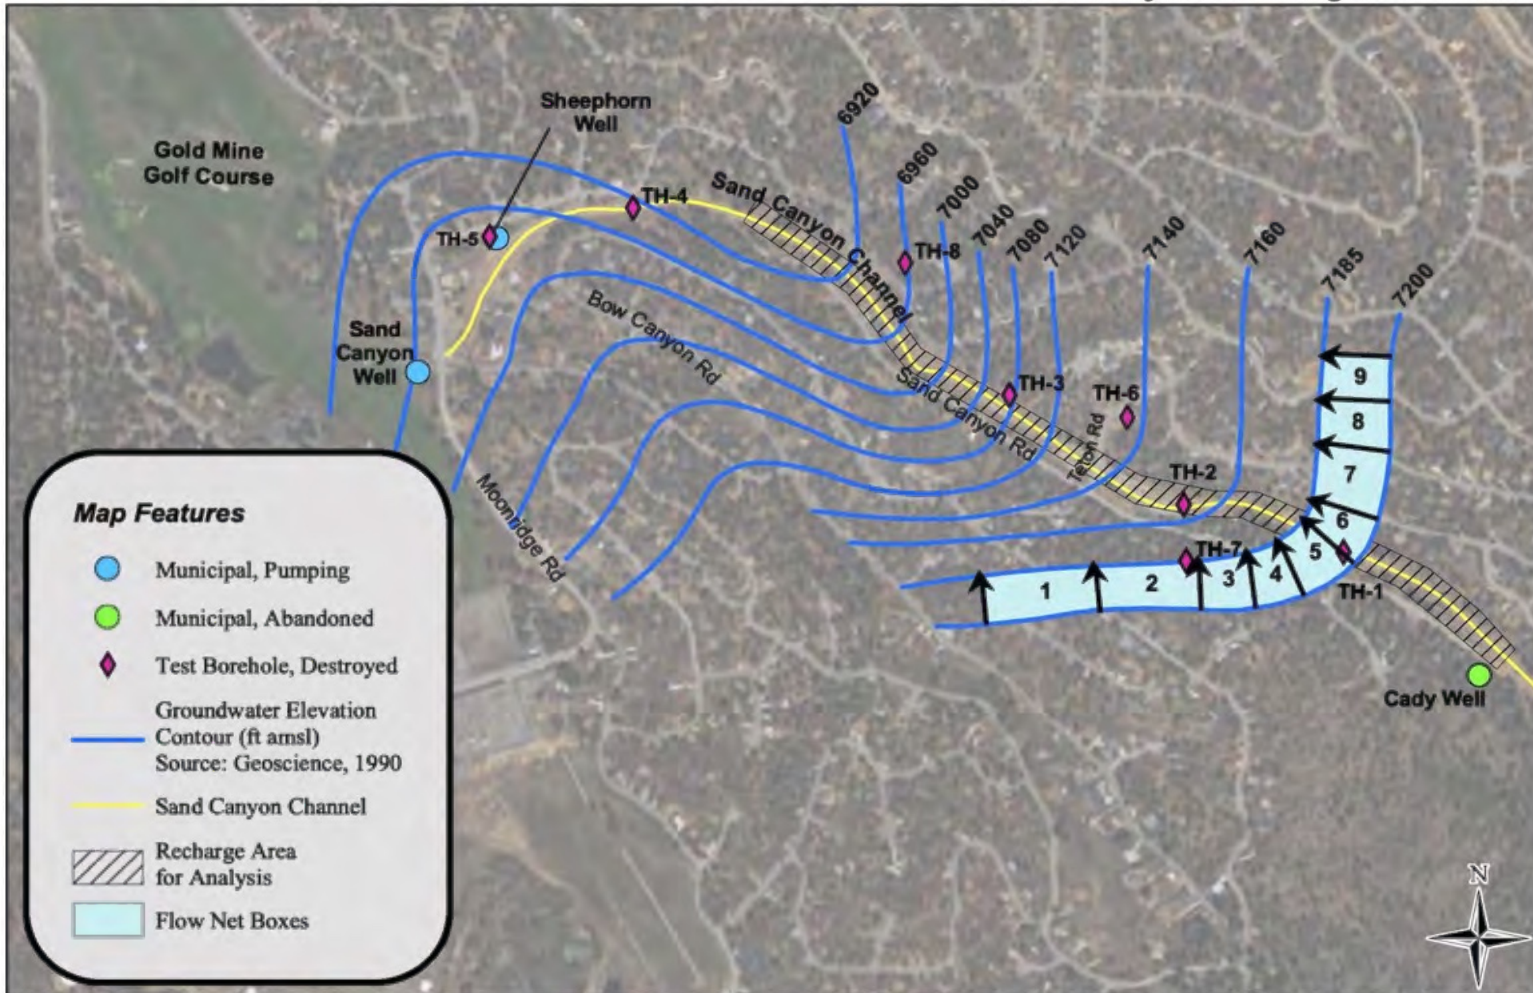 Sheephorn
Well
Gold Mine
Golf Course
6920
6960
7000
7040
7080
7120
7140
7160
7185
7200
TH-4
Sand Canyon Channel
TH-5
TH-8
Bow Canyon Rd
Sand
Canyon
Well
TH-3
Sand Canyon Rd
TH-6
Teton Rd
TH-2
Moonridge Rd
TH-7
TH-1
1
2
3
4
5
6
7
8
9
Cady Well
Map Features
Municipal, Pumping
Municipal, Abandoned
Test Borehole, Destroyed
Groundwater Elevation
Contour (ft amsl)
Source: Geoscience, 1990
Sand Canyon Channel
Recharge Area
for Analysis
Flow Net Boxes
N